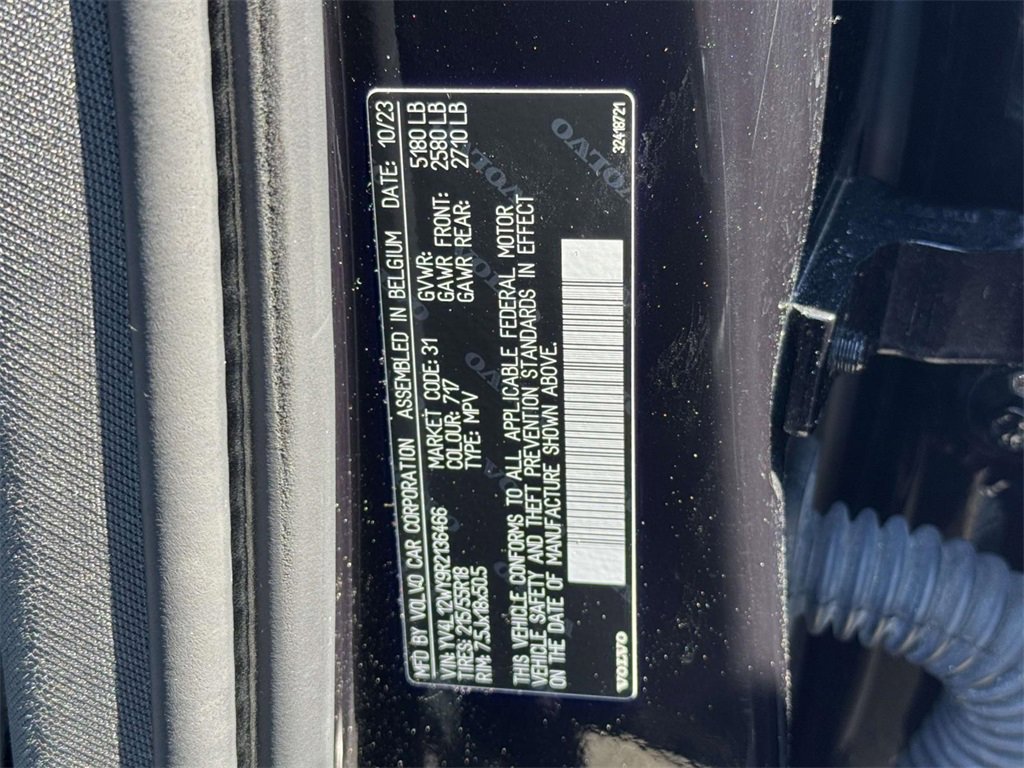 MFD BY VOLVO CAR CORPORATION ASSEMBLED IN BELGIUM DATE: 10/23
VIN: YV4L12WY9R2136466 MARKET CODE: 31 GVWR: 5180 LB
TIRES: 215/55R18 COLOUR: 717 GAWR FRONT: 2580 LB
RIM: 7.5Jx18x50.5 TYPE: MPV GAWR REAR: 2710 LB
THIS VEHICLE CONFORMS TO ALL APPLICABLE FEDERAL MOTOR
VEHICLE SAFETY AND THEFT PREVENTION STANDARDS IN EFFECT
ON THE DATE OF MANUFACTURE SHOWN ABOVE.
VOLVO 32418721